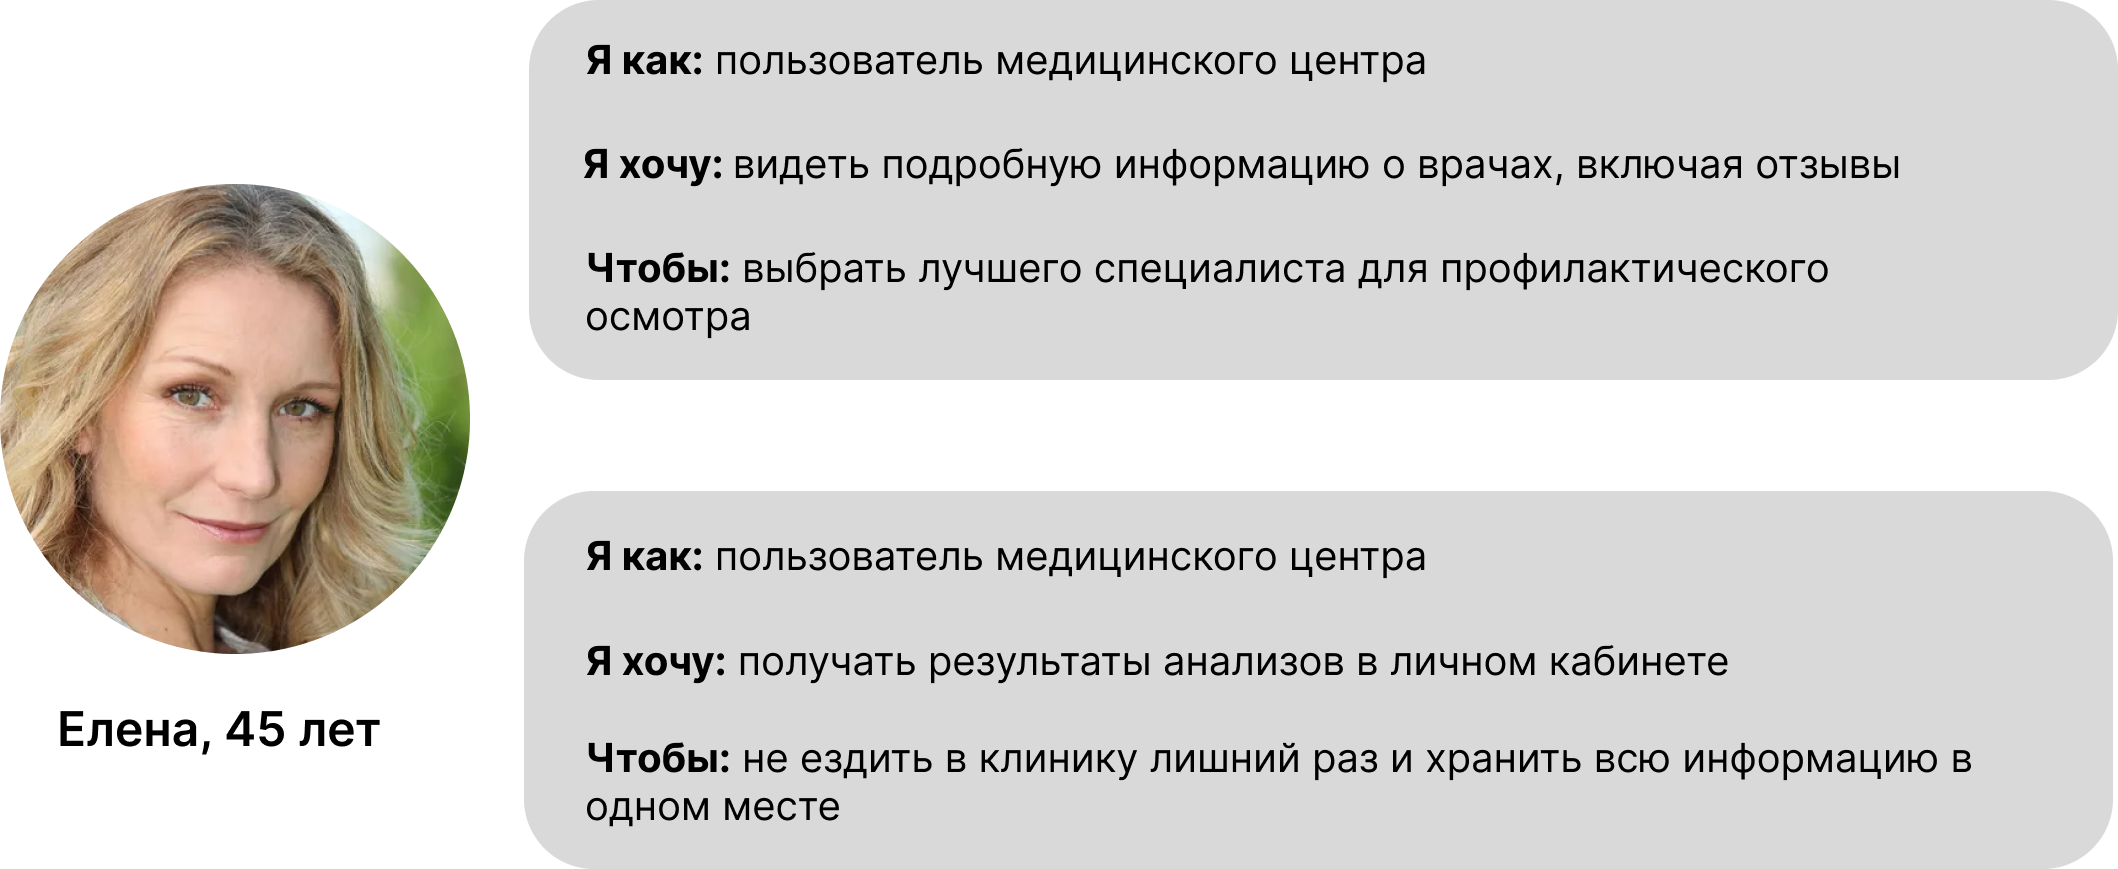 Я как: пользователь медицинского центра
Я хочу: видеть подробную информацию о врачах, включая отзывы
Чтобы: выбрать лучшего специалиста для профилактического
осмотра
Елена, 45 лет
Я как: пользователь медицинского центра
Я хочу: получать результаты анализов в личном кабинете
Чтобы: не ездить в клинику лишний раз и хранить всю информацию в
одном месте